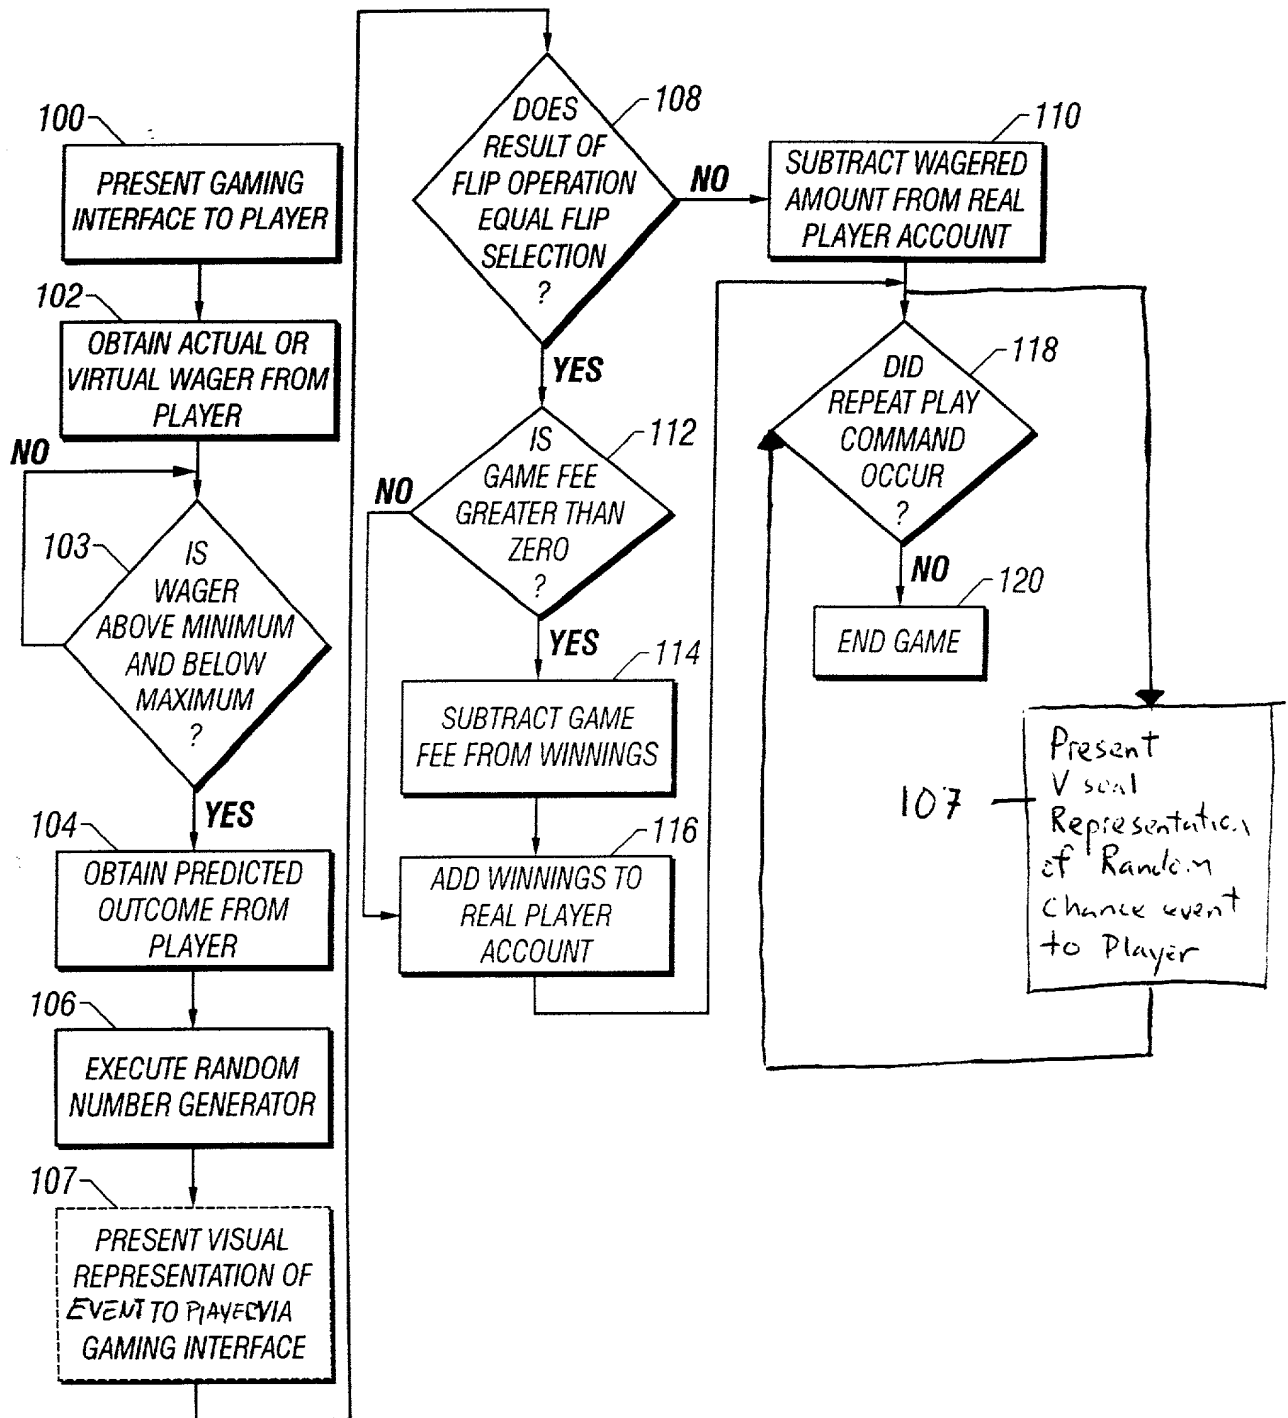 100
PRESENT GAMING
INTERFACE TO PLAYER
102
OBTAIN ACTUAL OR
VIRTUAL WAGER FROM
PLAYER
NO
103
IS
WAGER
ABOVE MINIMUM
AND BELOW
MAXIMUM
?
YES
104
OBTAIN PREDICTED
OUTCOME FROM
PLAYER
106
EXECUTE RANDOM
NUMBER GENERATOR
107
PRESENT VISUAL
REPRESENTATION OF
EVENT TO PLAYER VIA
GAMING INTERFACE
108
DOES
RESULT OF
FLIP OPERATION
EQUAL FLIP
SELECTION
?
NO
YES
110
SUBTRACT WAGERED
AMOUNT FROM REAL
PLAYER ACCOUNT
112
IS
GAME FEE
GREATER THAN
ZERO
?
NO
YES
114
SUBTRACT GAME
FEE FROM WINNINGS
116
ADD WINNINGS TO
REAL PLAYER
ACCOUNT
118
DID
REPEAT PLAY
COMMAND
OCCUR
?
NO
120
END GAME
107
Present
Visual
Representation
of Random
Chance event
to Player